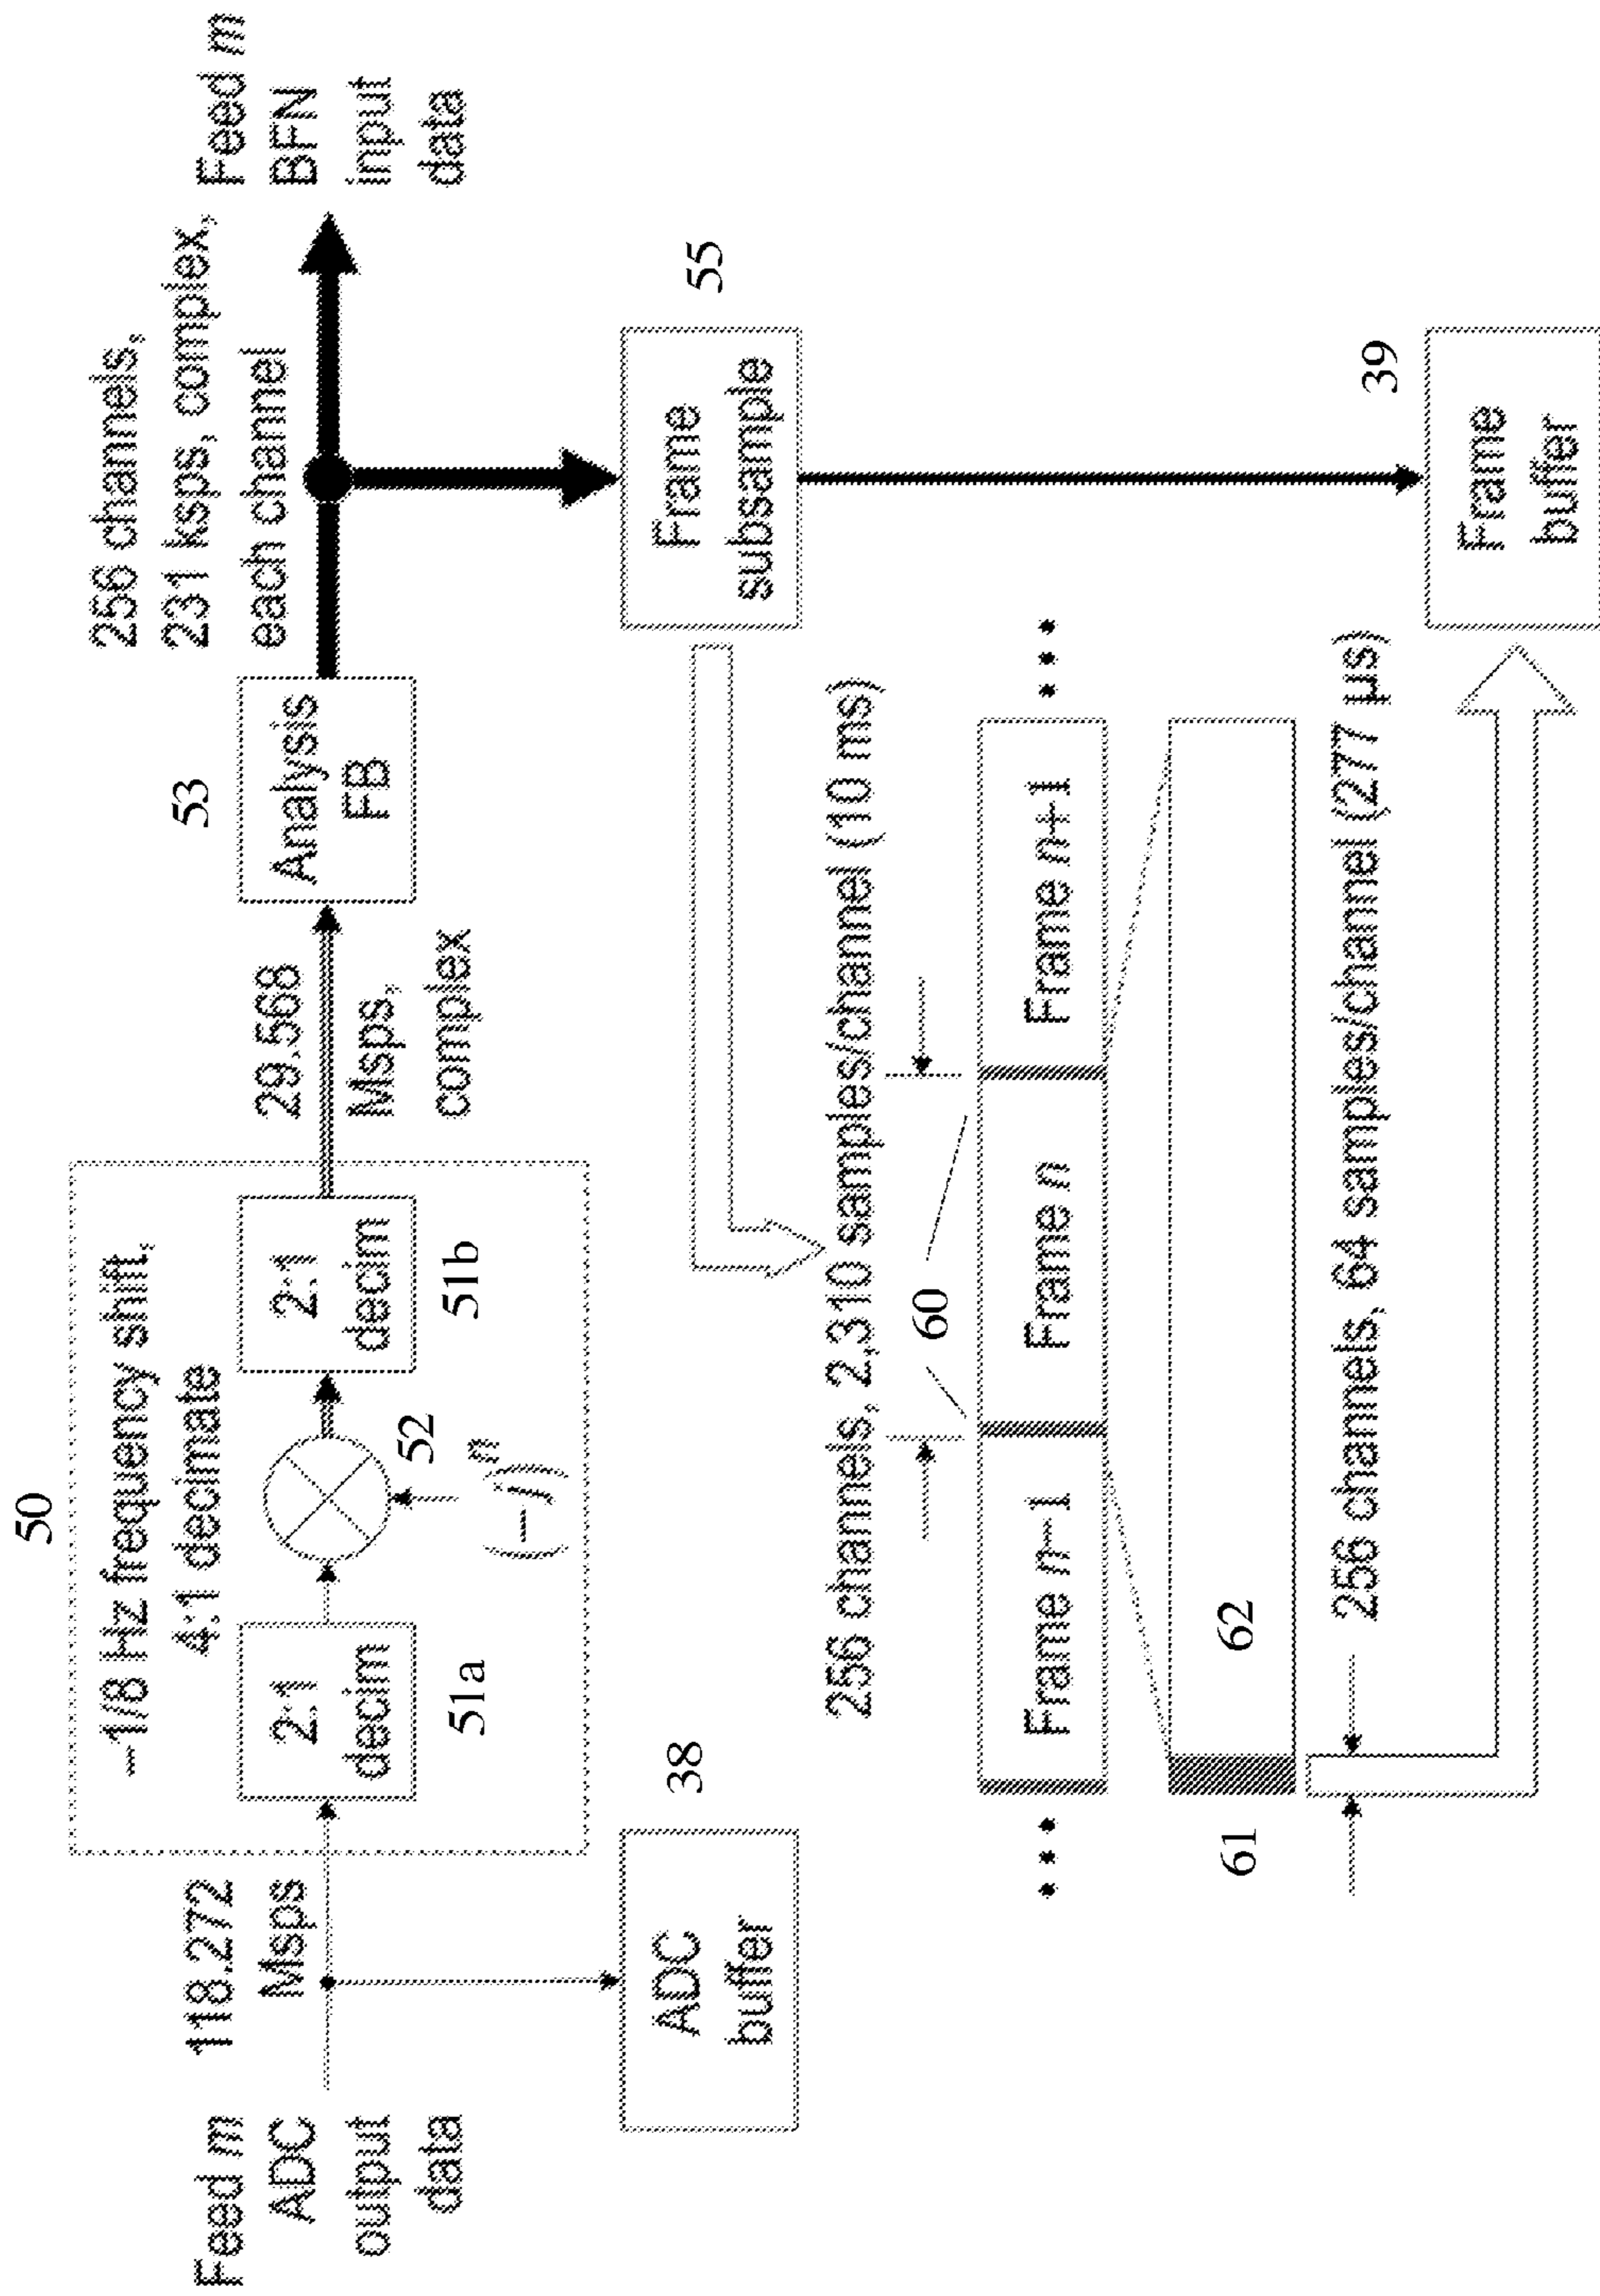 50
–1/8 Hz frequency shift,
4:1 decimate
Feed m
ADC
output
data
118.272
Msps
2:1
decim
51a
52
(–j)ⁿ
2:1
decim
51b
29.568
Msps,
complex
53
Analysis
FB
256 channels,
231 ksps, complex,
each channel
Feed m
BFN
input
data
38
ADC
buffer
55
Frame
subsample
256 channels, 2,310 samples/channel (10 ms)
60
Frame n–1
Frame n
Frame n+1
61
62
256 channels, 64 samples/channel (277 µs)
39
Frame
buffer